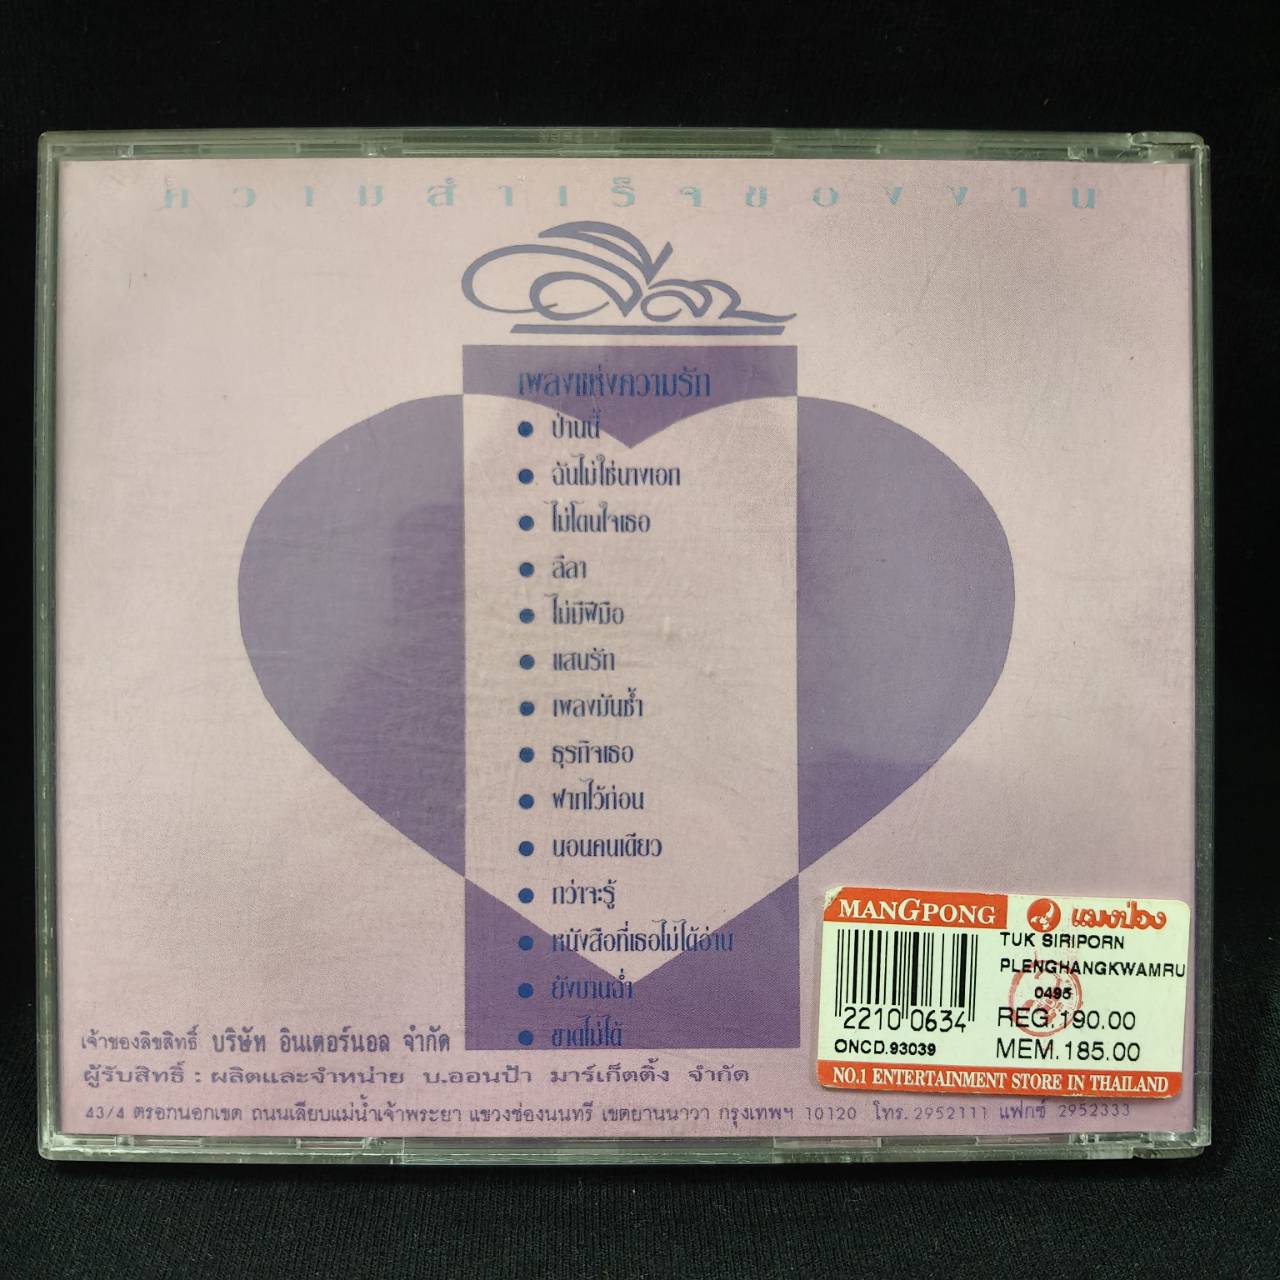 ความสำเร็จของงาน
ลีลา
เพลงแห่งความรัก
• ป่านนี้
• ฉันไม่ใช่นางเอก
• ไม่โดนใจเธอ
• ลีลา
• ไม่มีฝีมือ
• แสนรัก
• เพลงมันช้ำ
• ธุรกิจเธอ
• ฝากไว้ก่อน
• นอนคนเดียว
• กว่าจะรู้
• หนังสือที่เธอไม่ได้อ่าน
• ยังบานฉ่ำ
• ขาดไม่ได้
MANGPONG แมงป่อง
TUK SIRIPORN
PLENGHANGKWAMRU
0495
2210 0634
REG.190.00
ONCD.93039
MEM.185.00
NO.1 ENTERTAINMENT STORE IN THAILAND
เจ้าของลิขสิทธิ์ บริษัท อินเตอร์นอล จำกัด
ผู้รับสิทธิ์ : ผลิตและจำหน่าย บ.ออนป้า มาร์เก็ตติ้ง จำกัด
43/4 ตรอกนอกเขต ถนนเลียบแม่น้ำเจ้าพระยา แขวงช่องนนทรี เขตยานนาวา กรุงเทพฯ 10120 โทร. 2952111 แฟกซ์ 2952333